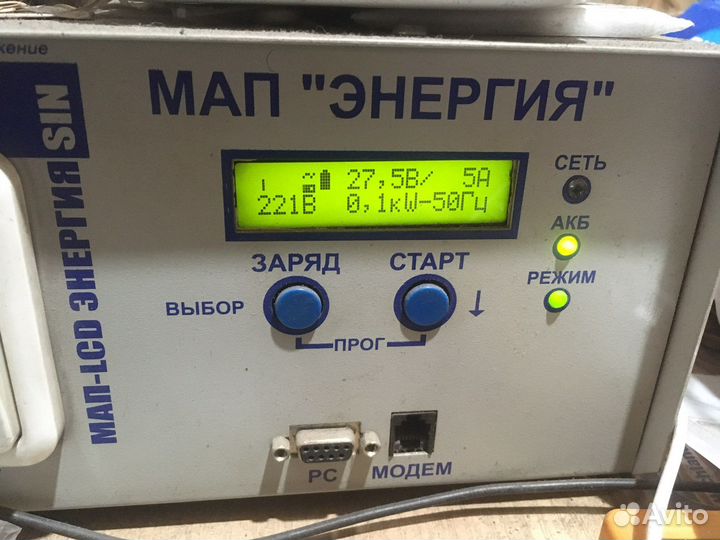 МАП "ЭНЕРГИЯ"
МАП-LCD ЭНЕРГИЯ SIN
27,5В/ 5А
221В 0,1кW-50Гц
СЕТЬ
АКБ
РЕЖИМ
ЗАРЯД СТАРТ
ВЫБОР
ПРОГ
PC МОДЕМ
Avito